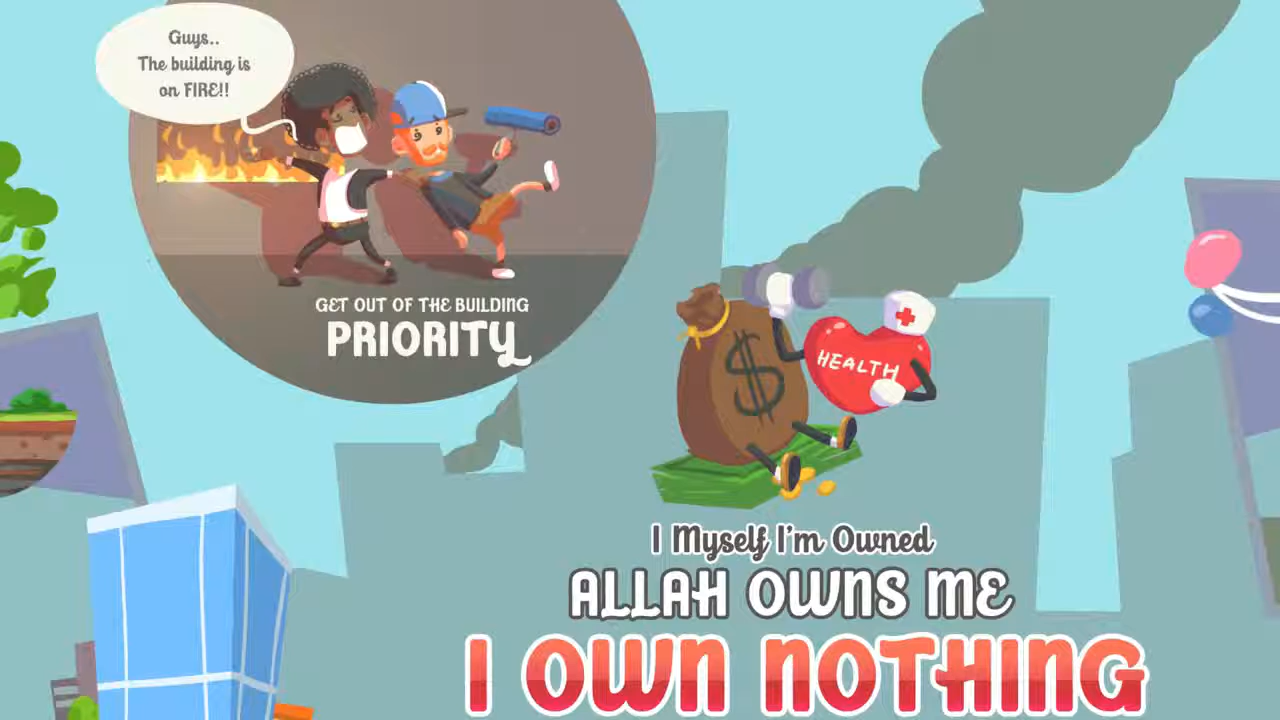 Guys..
The building is
on FIRE!!
GET OUT OF THE BUILDING
PRIORITY
$
HEALTH
I Myself I'm Owned
ALLAH OWNS ME
I OWN NOTHING